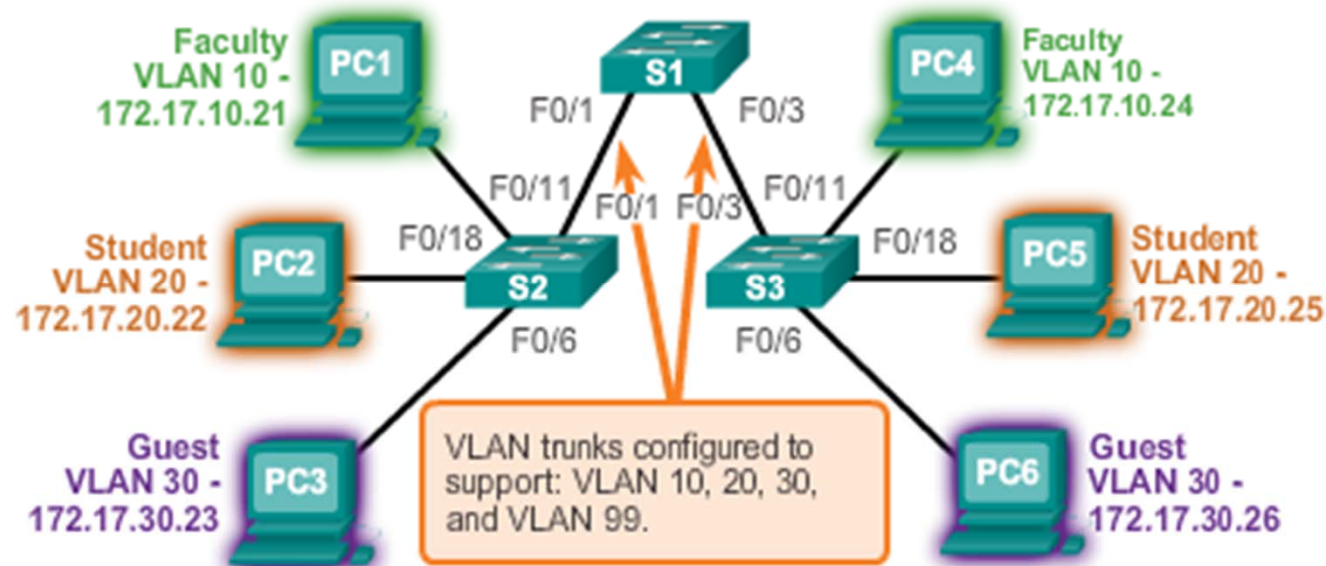 Faculty
VLAN 10 -
172.17.10.21
PC1
S1
PC4
Faculty
VLAN 10 -
172.17.10.24
F0/1
F0/3
F0/11
F0/1
F0/3
F0/11
Student
VLAN 20 -
172.17.20.22
PC2
F0/18
S2
S3
F0/18
PC5
Student
VLAN 20 -
172.17.20.25
F0/6
F0/6
Guest
VLAN 30 -
172.17.30.23
PC3
VLAN trunks configured to
support: VLAN 10, 20, 30,
and VLAN 99.
PC6
Guest
VLAN 30 -
172.17.30.26